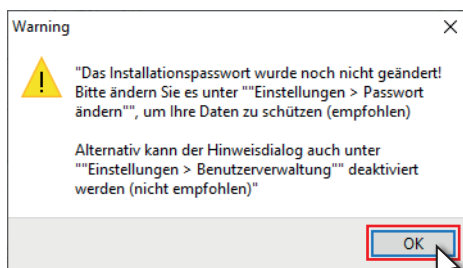 Warning
"Das Installationspasswort wurde noch nicht geändert!
Bitte ändern Sie es unter ""Einstellungen > Passwort
ändern"", um Ihre Daten zu schützen (empfohlen)
Alternativ kann der Hinweisdialog auch unter
""Einstellungen > Benutzerverwaltung"" deaktiviert
werden (nicht empfohlen)"
OK